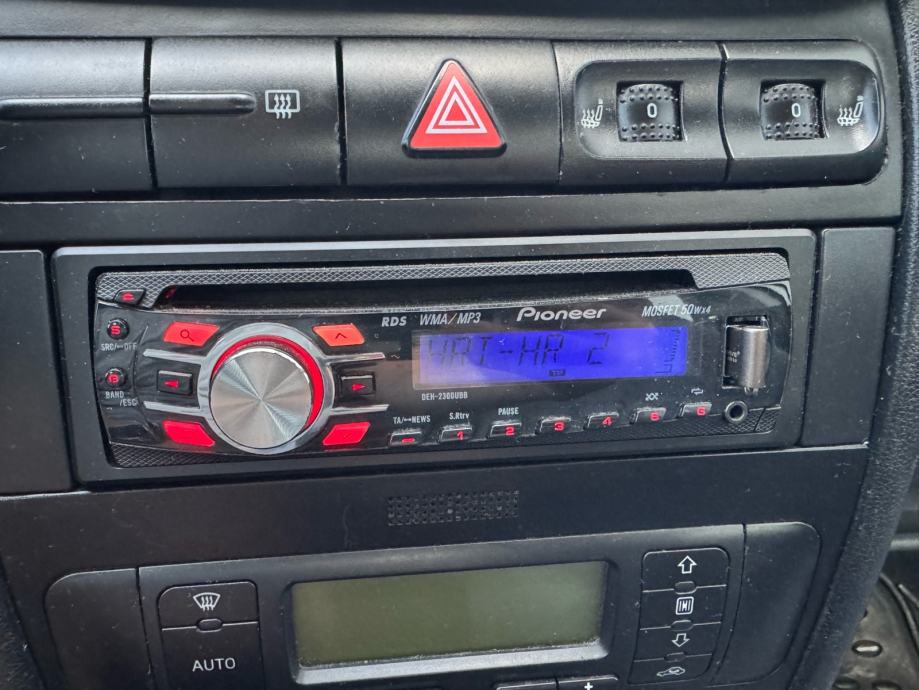 0
0
RDS WMA/MP3 Pioneer MOSFET 50Wx4
S
SRC/OFF
B
BAND
/ESC
HRT-HR 2
TP
DEH-2300UBB
TA/NEWS S.Rtrv PAUSE
1 2 3 4 5 6
AUTO